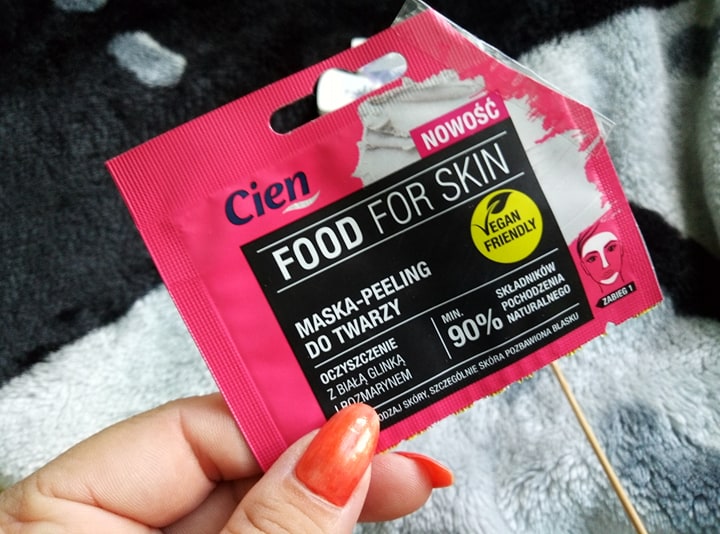 NOWOŚĆ
Cien
FOOD FOR SKIN
VEGAN
FRIENDLY
MASKA-PEELING
DO TWARZY
OCZYSZCZENIE
Z BIAŁĄ GLINKĄ
I ROZMARYNEM
MIN.
90%
SKŁADNIKÓW
POCHODZENIA
NATURALNEGO
SKÓRY, SZCZEGÓLNIE SKÓRA POZBAWIONA BLASKU
ZABIEG 1